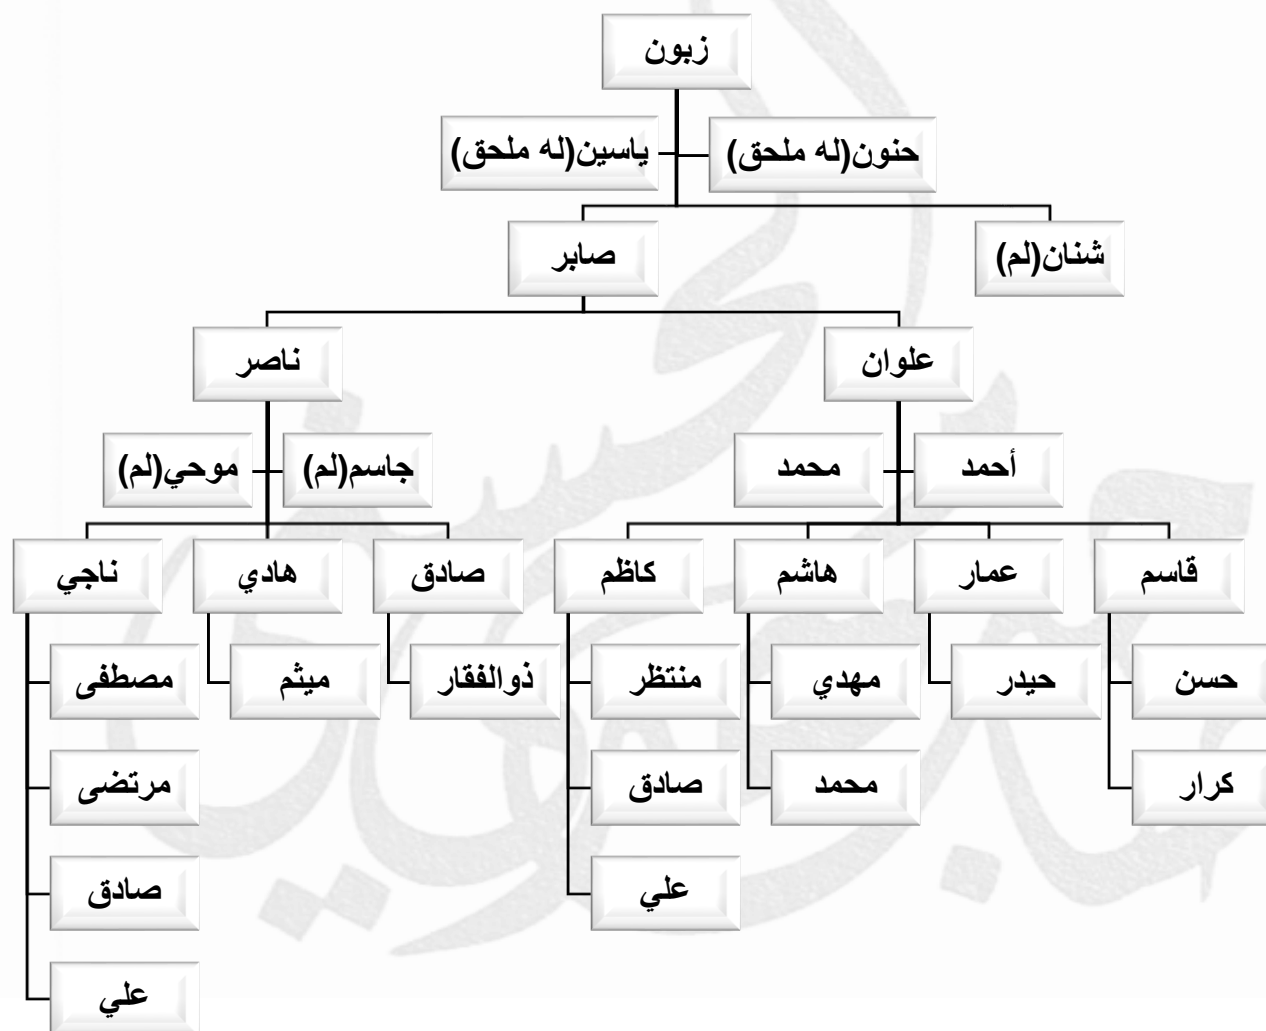 زبون
حنون(له ملحق)
ياسين(له ملحق)
شنان(لم)
صابر
علوان
ناصر
أحمد
محمد
جاسم(لم)
موحي(لم)
قاسم
عمار
هاشم
كاظم
صادق
هادي
ناجي
حسن
حيدر
مهدي
منتظر
ذوالفقار
ميثم
مصطفى
كرار
محمد
صادق
مرتضى
علي
صادق
علي